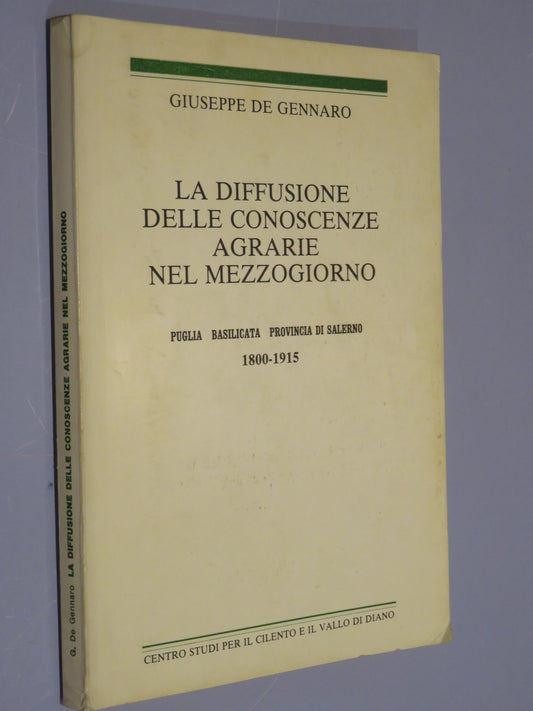 GIUSEPPE DE GENNARO
LA DIFFUSIONE
DELLE CONOSCENZE
AGRARIE
NEL MEZZOGIORNO
PUGLIA BASILICATA PROVINCIA DI SALERNO
1800-1915
CENTRO STUDI PER IL CILENTO E IL VALLO DI DIANO
G. De Gennaro LA DIFFUSIONE DELLE CONOSCENZE AGRARIE NEL MEZZOGIORNO